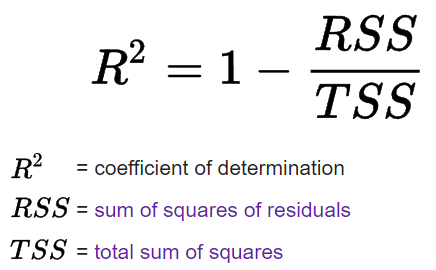 R² = 1 − RSS / TSS
R² = coefficient of determination
RSS = sum of squares of residuals
TSS = total sum of squares